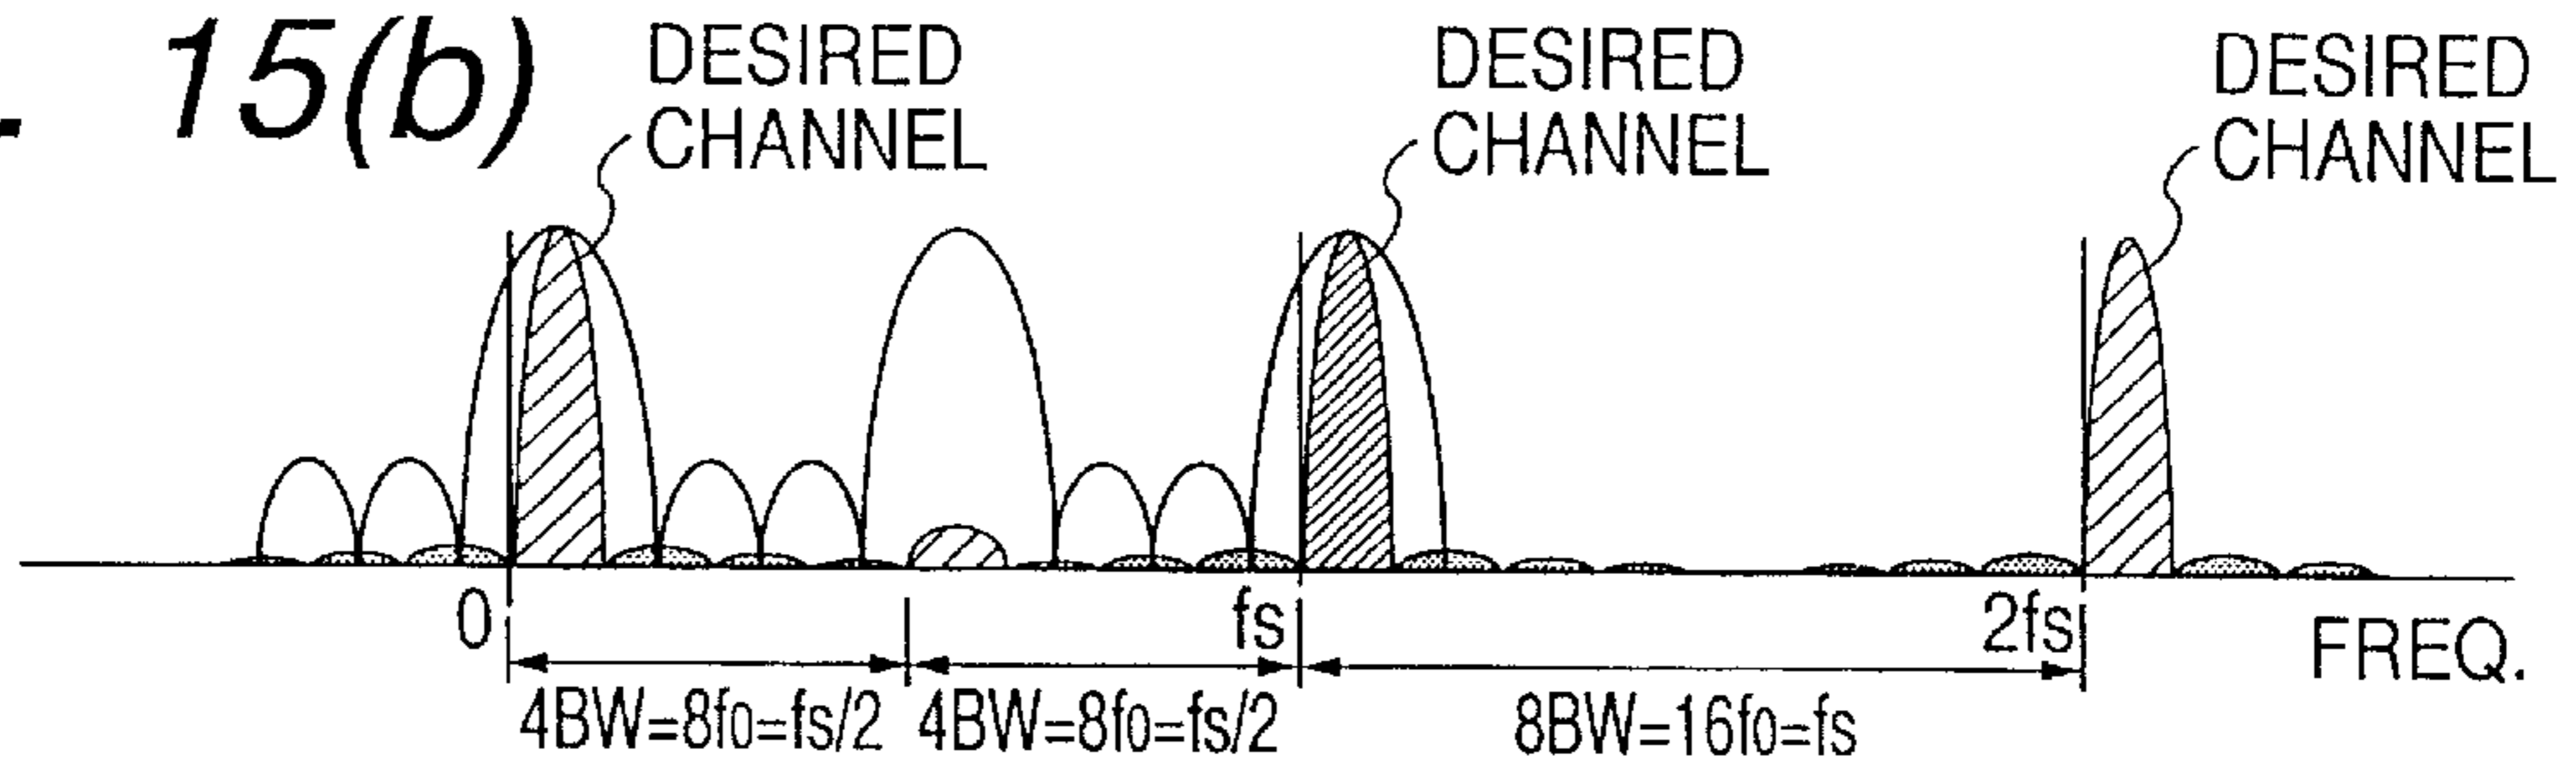 . 15(b)
DESIRED
CHANNEL
DESIRED
CHANNEL
DESIRED
CHANNEL
0
fs
2fs
FREQ.
4BW=8f0=fs/2
4BW=8f0=fs/2
8BW=16f0=fs